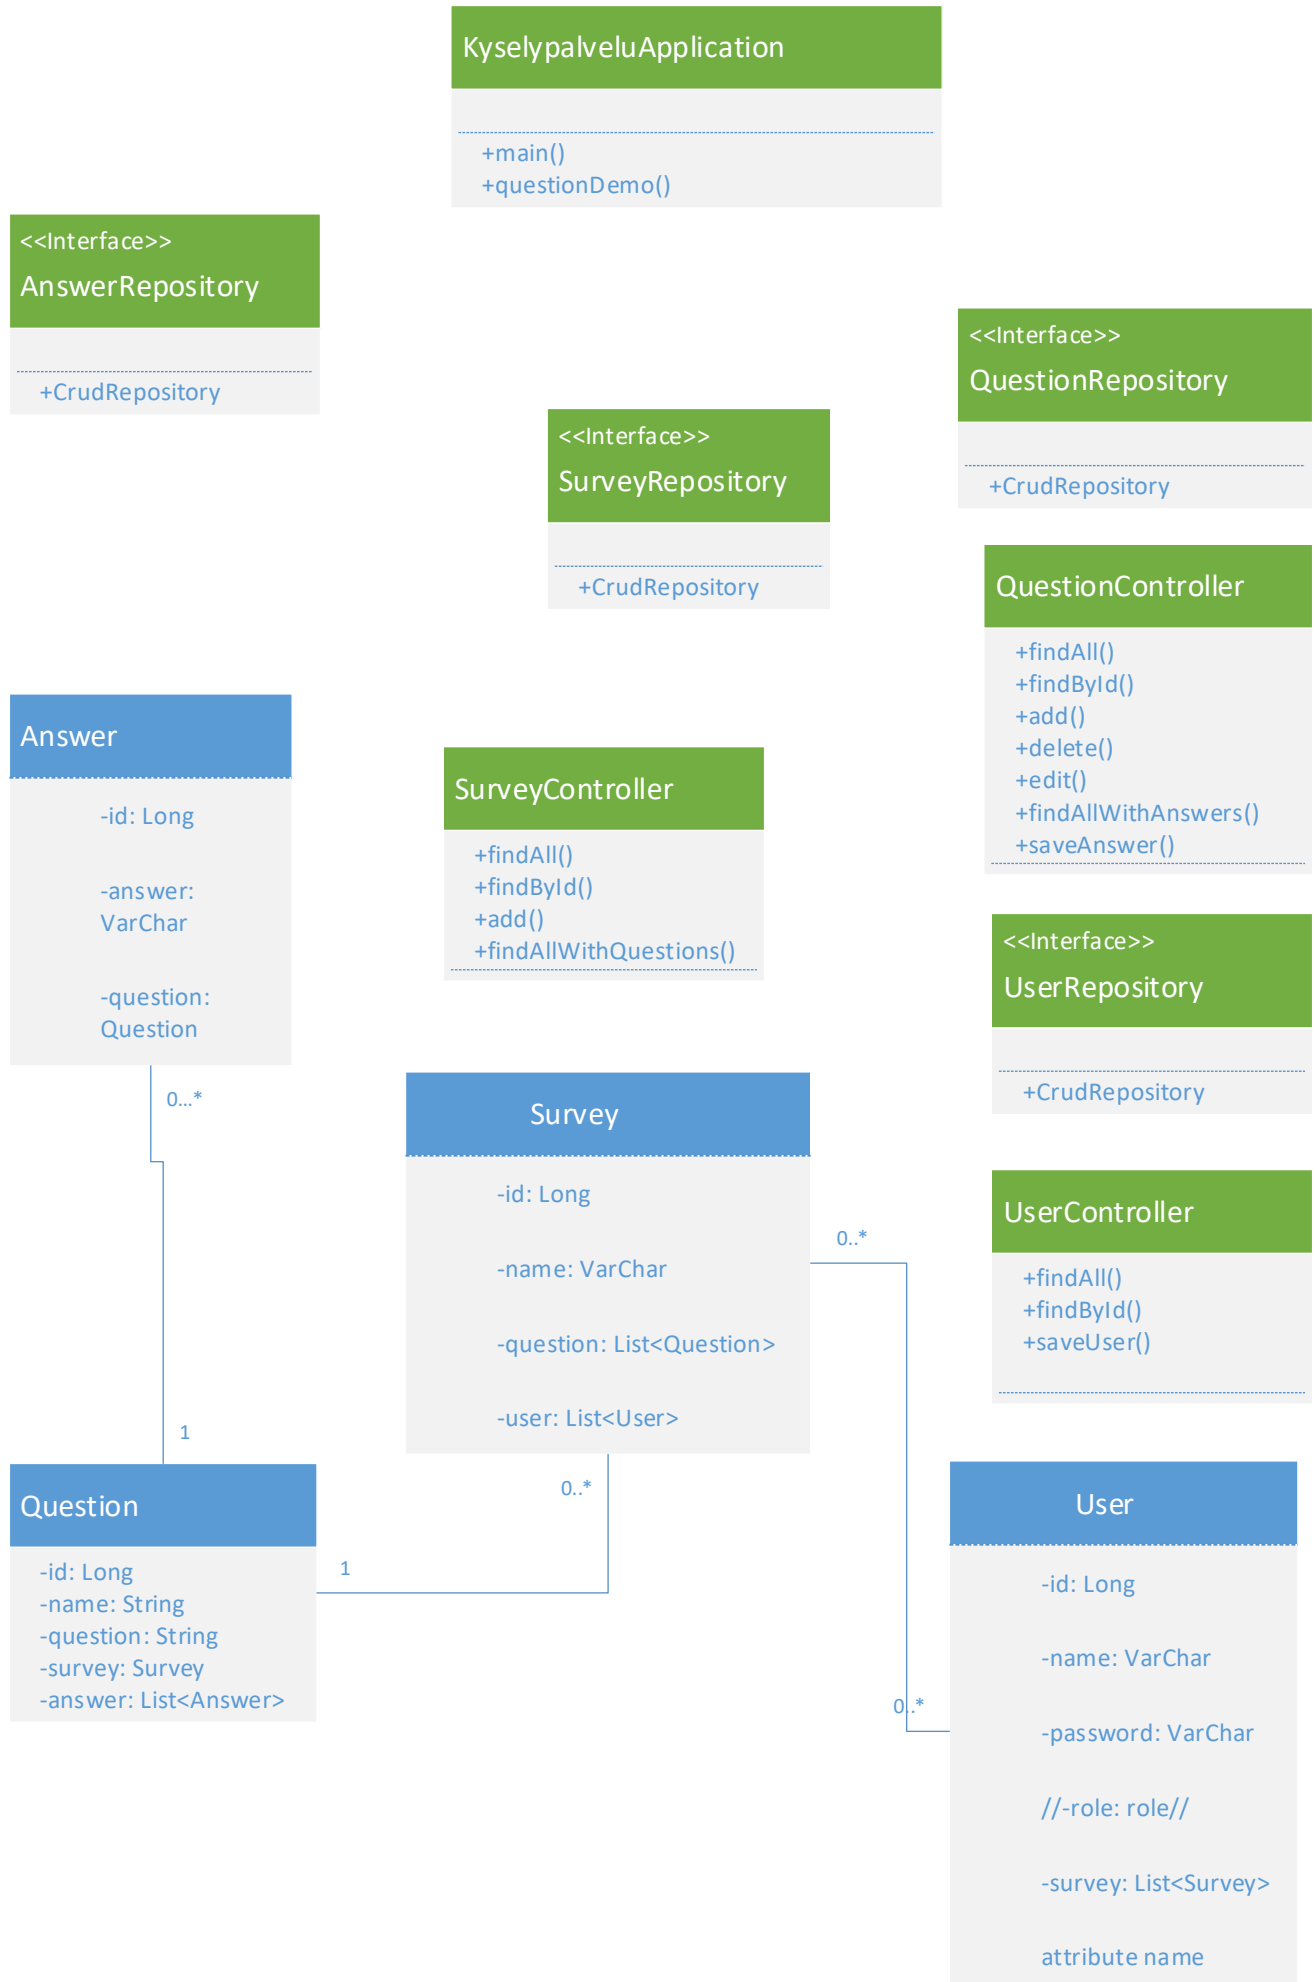 KyselypalveluApplication
+main()
+questionDemo()
<<Interface>>
AnswerRepository
+CrudRepository
<<Interface>>
QuestionRepository
+CrudRepository
<<Interface>>
SurveyRepository
+CrudRepository
QuestionController
+findAll()
+findById()
+add()
+delete()
+edit()
+findAllWithAnswers()
+saveAnswer()
Answer
-id: Long
-answer:
VarChar
-question:
Question
SurveyController
+findAll()
+findById()
+add()
+findAllWithQuestions()
<<Interface>>
UserRepository
+CrudRepository
0...*
Survey
-id: Long
-name: VarChar
-question: List<Question>
-user: List<User>
0..*
UserController
+findAll()
+findById()
+saveUser()
1
0..*
Question
-id: Long
-name: String
-question: String
-survey: Survey
-answer: List<Answer>
1
User
-id: Long
-name: VarChar
-password: VarChar
//-role: role//
-survey: List<Survey>
attribute name
0..*